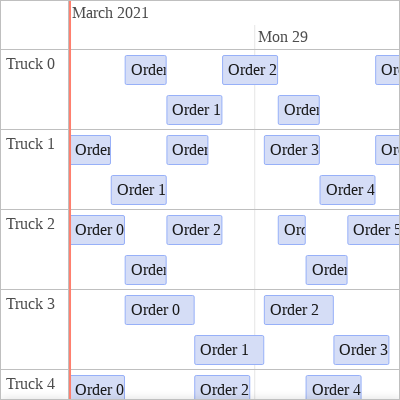 March 2021
Mon 29
Truck 0
Order
Order 2
Or
Order 1
Order
Truck 1
Order
Order
Order 3
Or
Order 1
Order 4
Truck 2
Order 0
Order 2
Orc
Order 5
Order
Order
Truck 3
Order 0
Order 2
Order 1
Order 3
Truck 4
Order 0
Order 2
Order 4